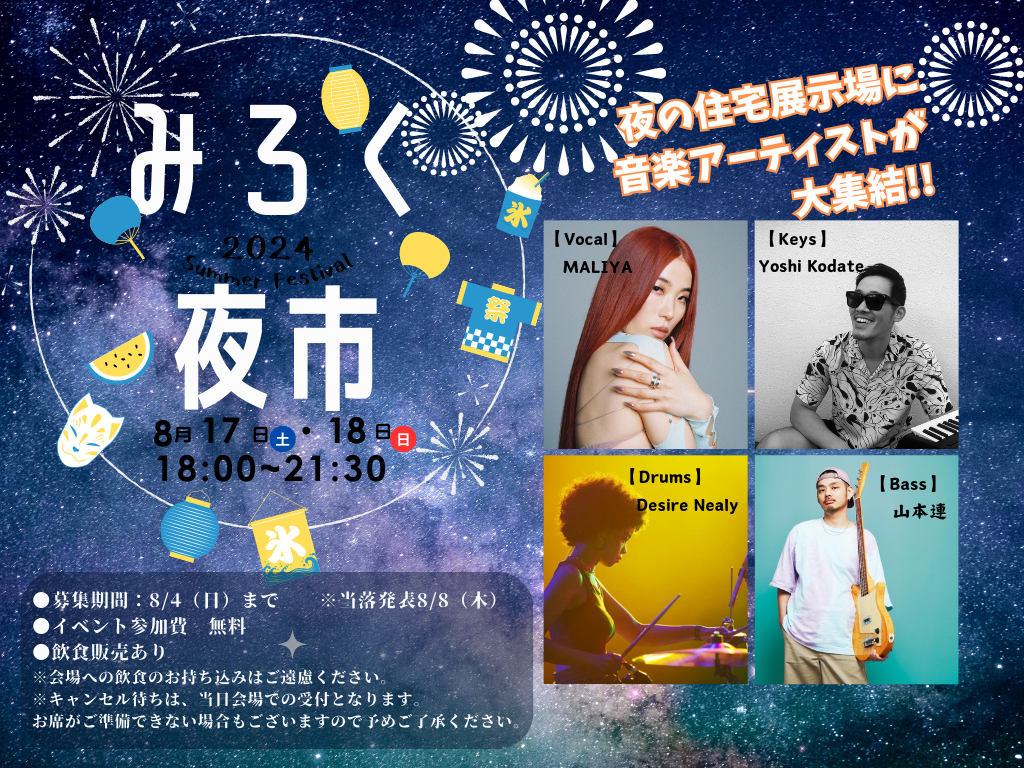 みろく
2024
Summer Festival
夜市
8月 17 日 土 ・ 18 日 日
18:00~21:30
氷
祭
氷
夜の住宅展示場に
音楽アーティストが
大集結!!
【Vocal】
MALIYA
【Keys】
Yoshi Kodate
【Drums】
Desire Nealy
【Bass】
山本連
●募集期間：8/4（日）まで　　※当落発表8/8（木）
●イベント参加費　無料
●飲食販売あり
※会場への飲食のお持ち込みはご遠慮ください。
※キャンセル待ちは、当日会場での受付となります。
お席がご準備できない場合もございますので予めご了承ください。